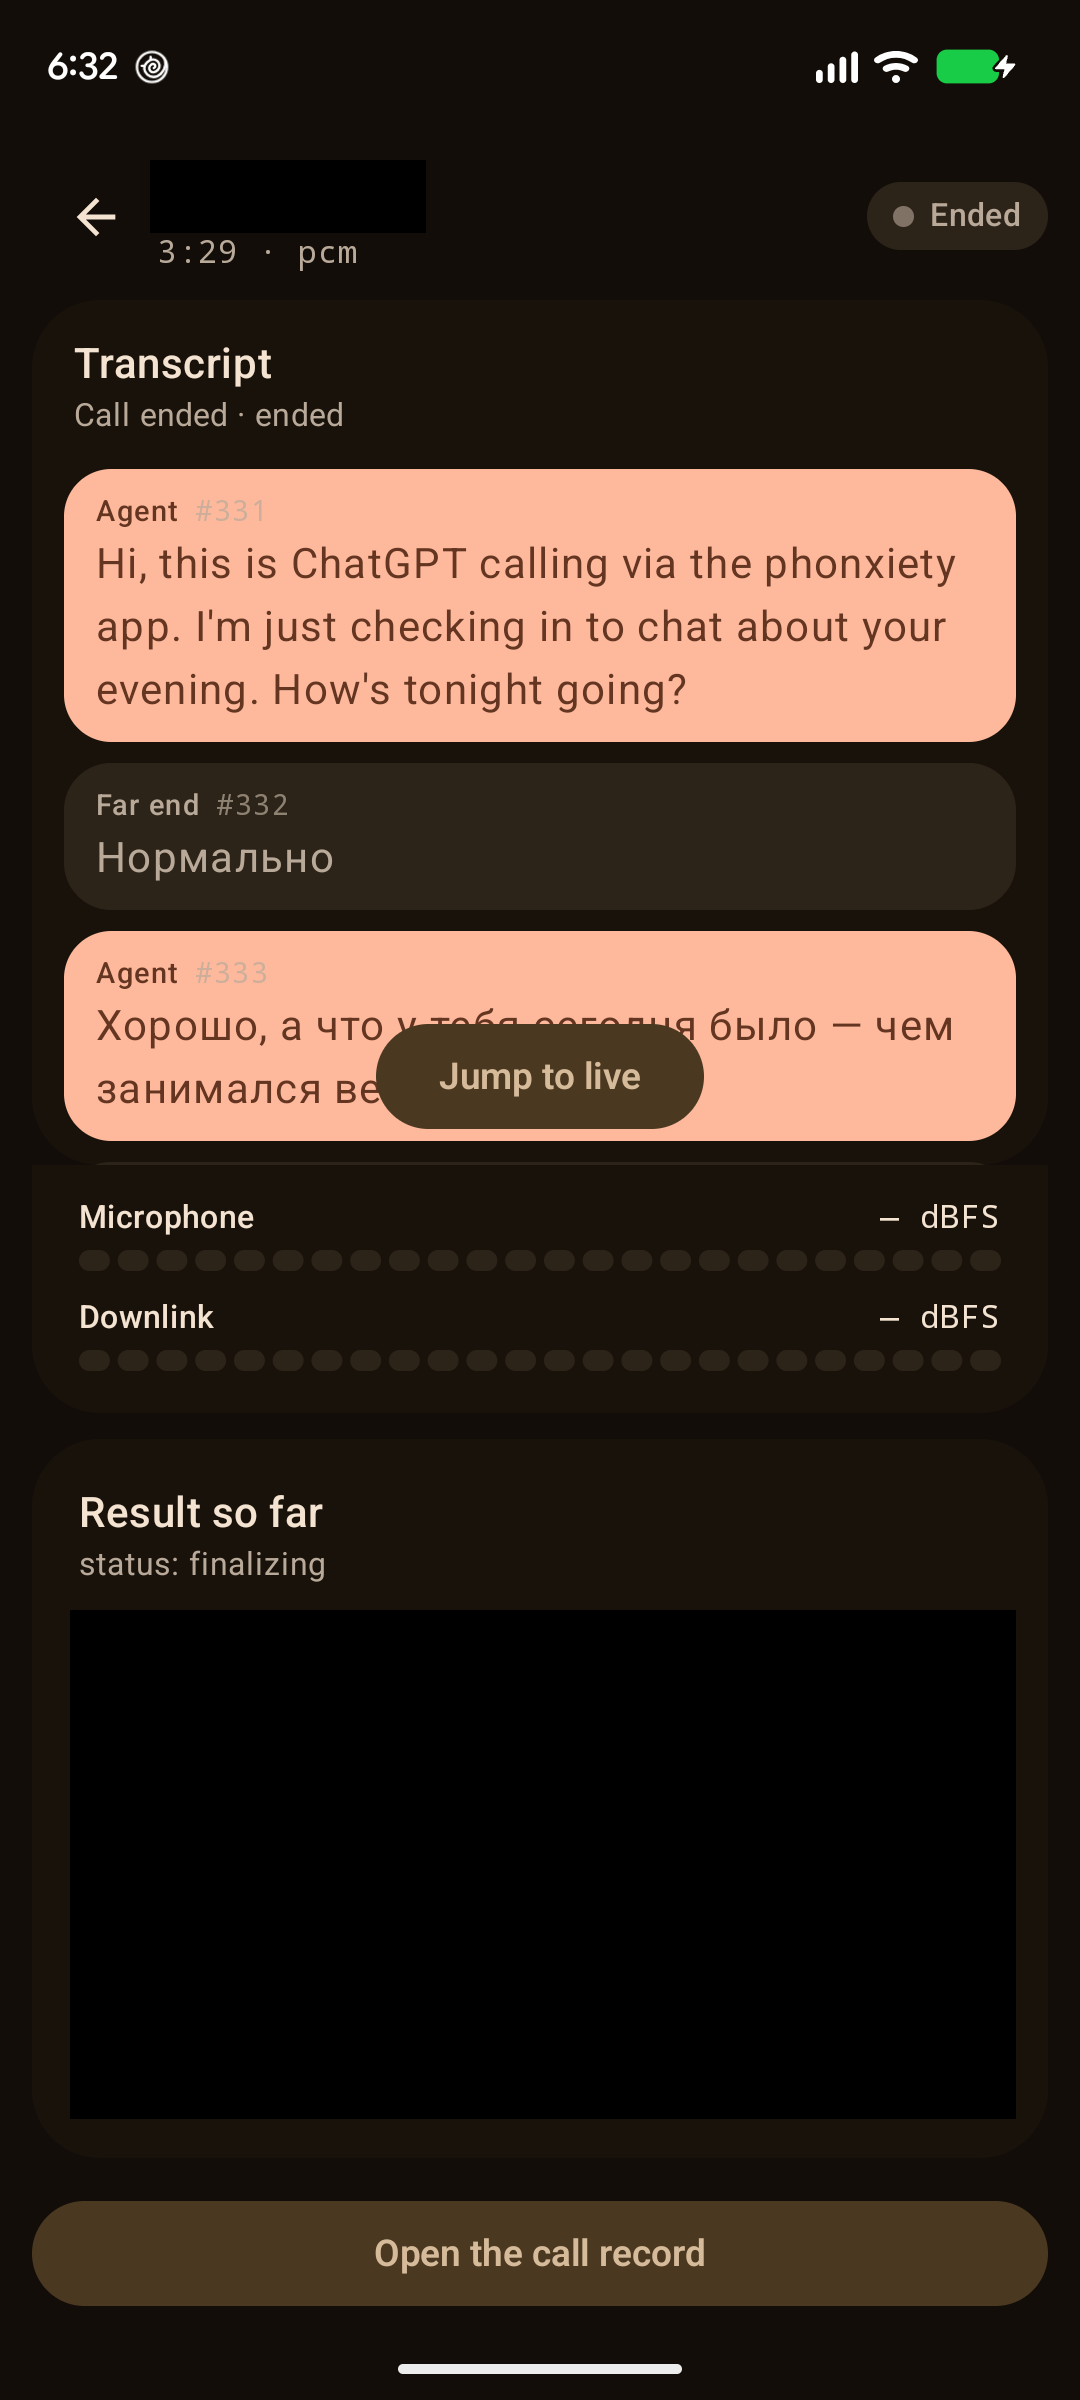 6:32
3:29 · pcm
Ended
Transcript
Call ended · ended
Agent #331
Hi, this is ChatGPT calling via the phonxiety
app. I'm just checking in to chat about your
evening. How's tonight going?
Far end #332
Нормально
Agent #333
Хорошо, а что у тебя сегодня было — чем
занимался
Jump to live
Microphone
— dBFS
Downlink
— dBFS
Result so far
status: finalizing
Open the call record